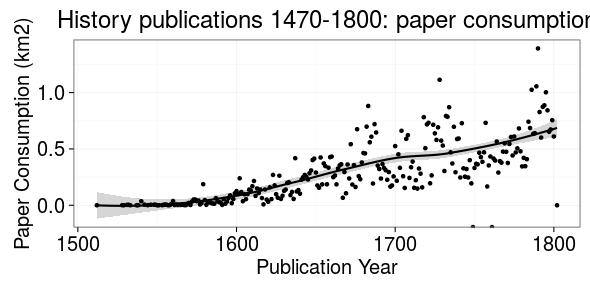 History publications 1470-1800: paper consumption
Paper Consumption (km2)
1.0
0.5
0.0
1500 1600 1700 1800
Publication Year